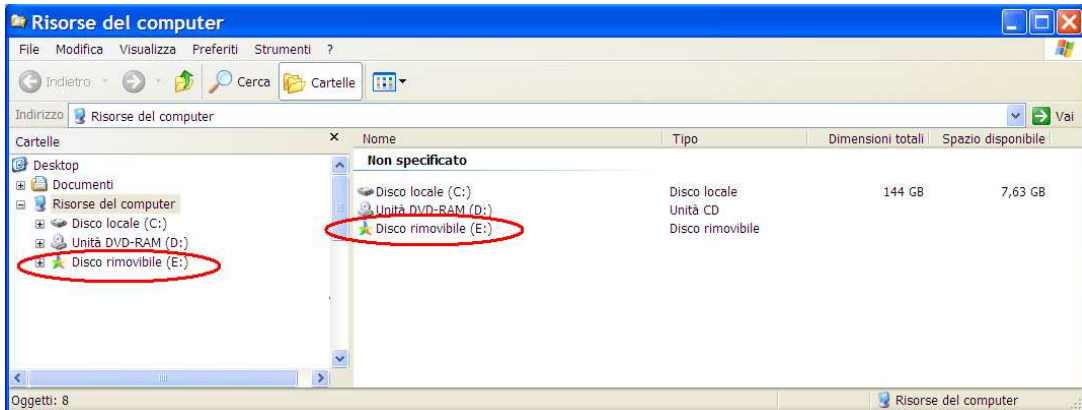 Risorse del computer
File Modifica Visualizza Preferiti Strumenti ?
Indietro Cerca Cartelle
Indirizzo Risorse del computer Vai
Cartelle
Desktop
Documenti
Risorse del computer
Disco locale (C:)
Unità DVD-RAM (D:)
Disco rimovibile (E:)
Nome Tipo Dimensioni totali Spazio disponibile
Non specificato
Disco locale (C:) Disco locale 144 GB 7,63 GB
Unità DVD-RAM (D:) Unità CD
Disco rimovibile (E:) Disco rimovibile
Oggetti: 8 Risorse del computer